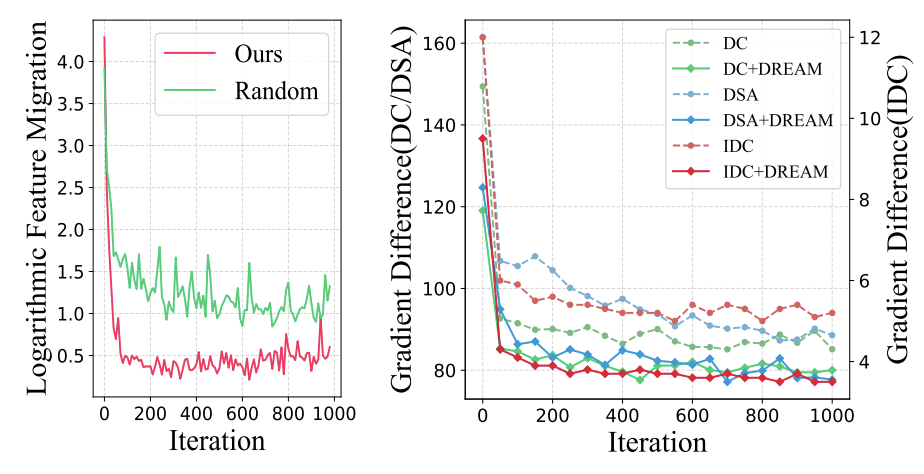 Logarithmic Feature Migration
4.0
3.5
3.0
2.5
2.0
1.5
1.0
0.5
Ours
Random
0 200 400 600 800 1000
Iteration
Gradient Difference(DC/DSA)
160
140
120
100
80
DC
DC+DREAM
DSA
DSA+DREAM
IDC
IDC+DREAM
0 200 400 600 800 1000
Iteration
12
10
8
6
4
Gradient Difference(IDC)